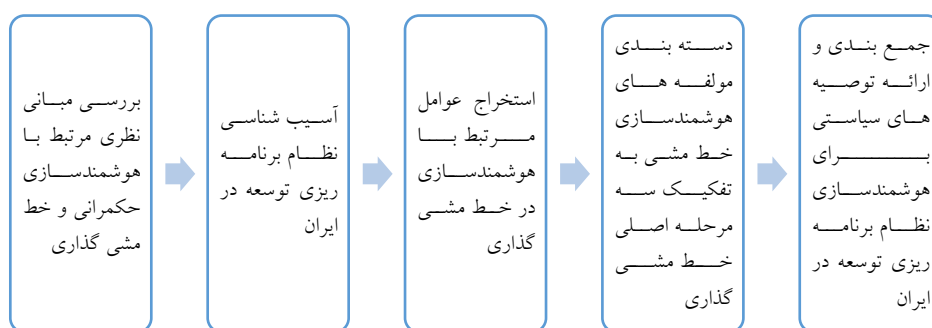 بررسی مبانی
نظری مرتبط با
هوشمندسازی
حکمرانی و خط
مشی گذاری
آسیب شناسی
نظام برنامه
ریزی توسعه در
ایران
استخراج عوامل
مرتبط با
هوشمندسازی
در خط مشی
گذاری
دسته بندی
مولفه های
هوشمندسازی
خط مشی به
تفکیک سه
مرحله اصلی
خط مشی
گذاری
جمع بندی و
ارائه توصیه
های سیاستی
برای
هوشمندسازی
نظام برنامه
ریزی توسعه در
ایران